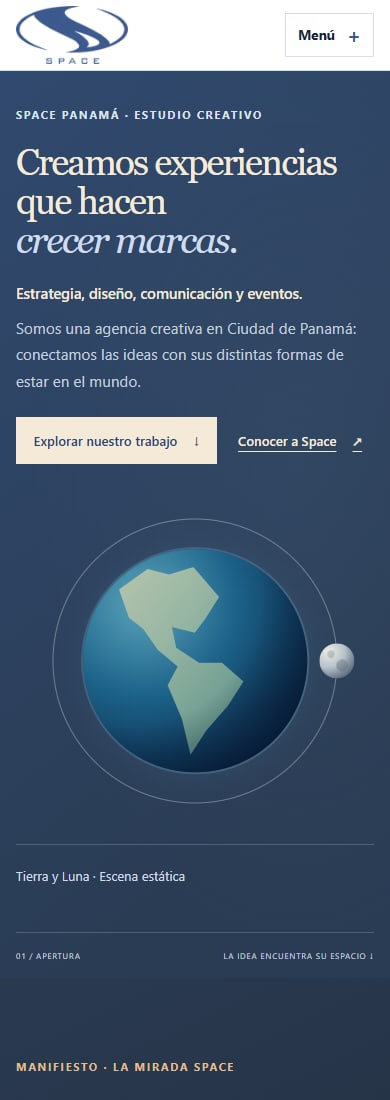 SPACE
Menú +
SPACE PANAMÁ · ESTUDIO CREATIVO
Creamos experiencias
que hacen
crecer marcas.
Estrategia, diseño, comunicación y eventos.
Somos una agencia creativa en Ciudad de Panamá:
conectamos las ideas con sus distintas formas de
estar en el mundo.
Explorar nuestro trabajo ↓
Conocer a Space ↗
Tierra y Luna · Escena estática
01 / APERTURA
LA IDEA ENCUENTRA SU ESPACIO ↓
MANIFIESTO · LA MIRADA SPACE